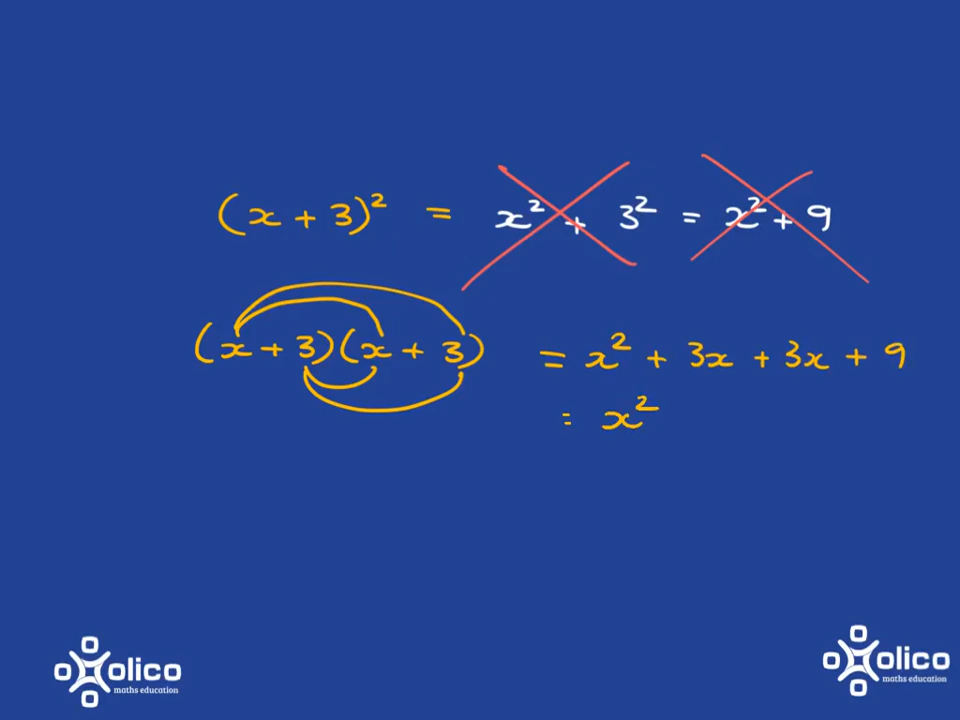 (x + 3)² = x² + 3² = x² + 9
(x + 3)(x + 3) = x² + 3x + 3x + 9
= x²
olico
maths education
olico
maths education